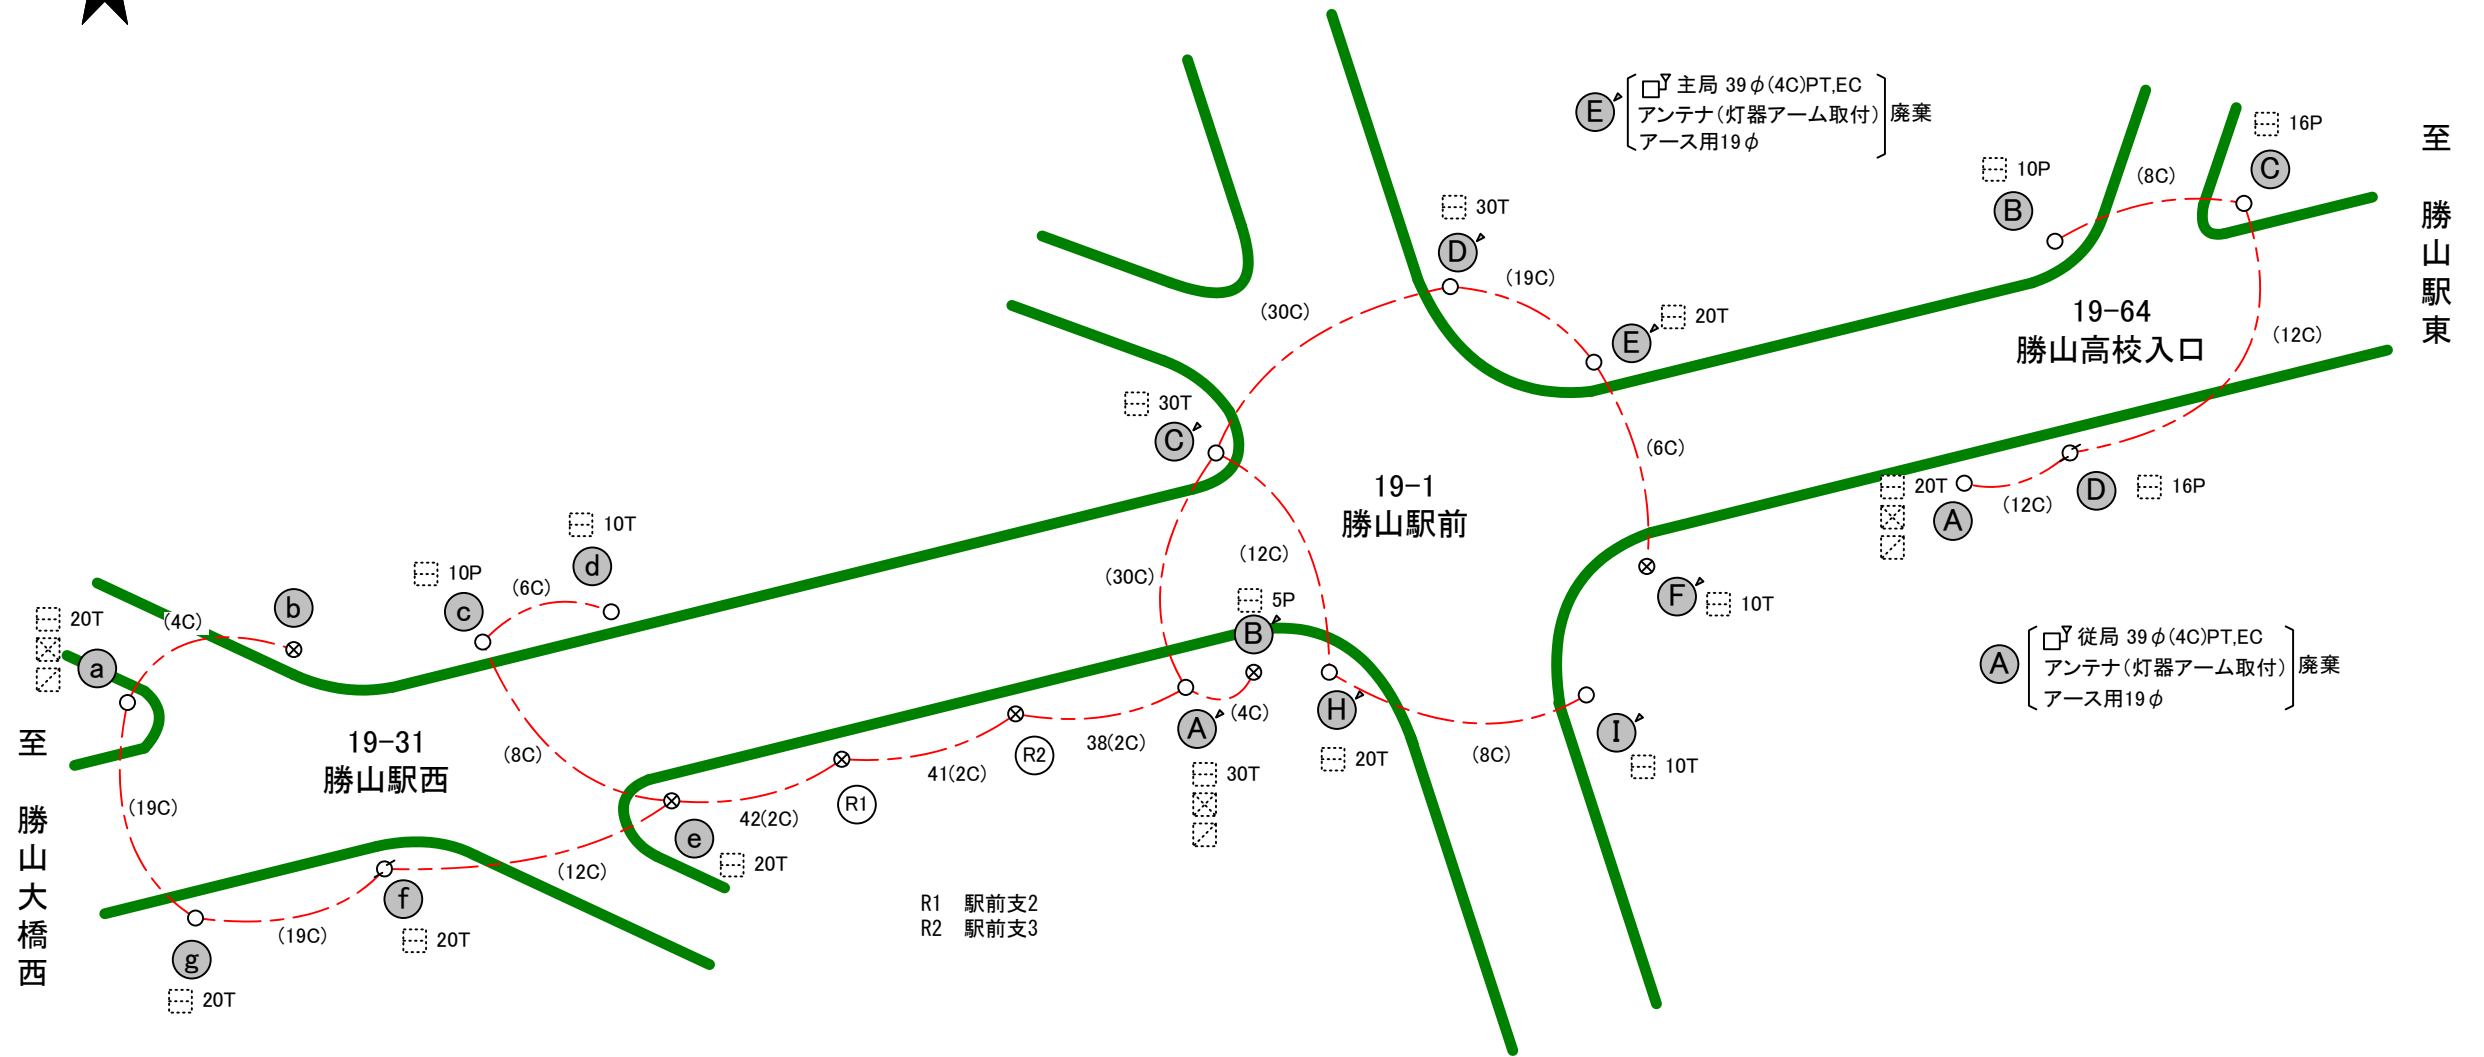 E
主局 39φ(4C)PT,EC
アンテナ(灯器アーム取付)
アース用19φ
廃棄
16P
C
10P
B
(8C)
至 勝山駅東
30T
D
(19C)
(30C)
20T
E
19-64
勝山高校入口
(12C)
30T
C
(6C)
19-1
勝山駅前
20T
A
(12C)
D
16P
10T
d
(12C)
10P
c
(6C)
(30C)
5P
B
F
10T
20T
(4C)
b
a
A
従局 39φ(4C)PT,EC
アンテナ(灯器アーム取付)
アース用19φ
廃棄
H
(4C)
A
I
20T
(8C)
10T
至 勝山大橋西
19-31
勝山駅西
(8C)
R2
38(2C)
41(2C)
30T
R1
(19C)
42(2C)
e
20T
(12C)
f
20T
(19C)
g
20T
R1 駅前支2
R2 駅前支3